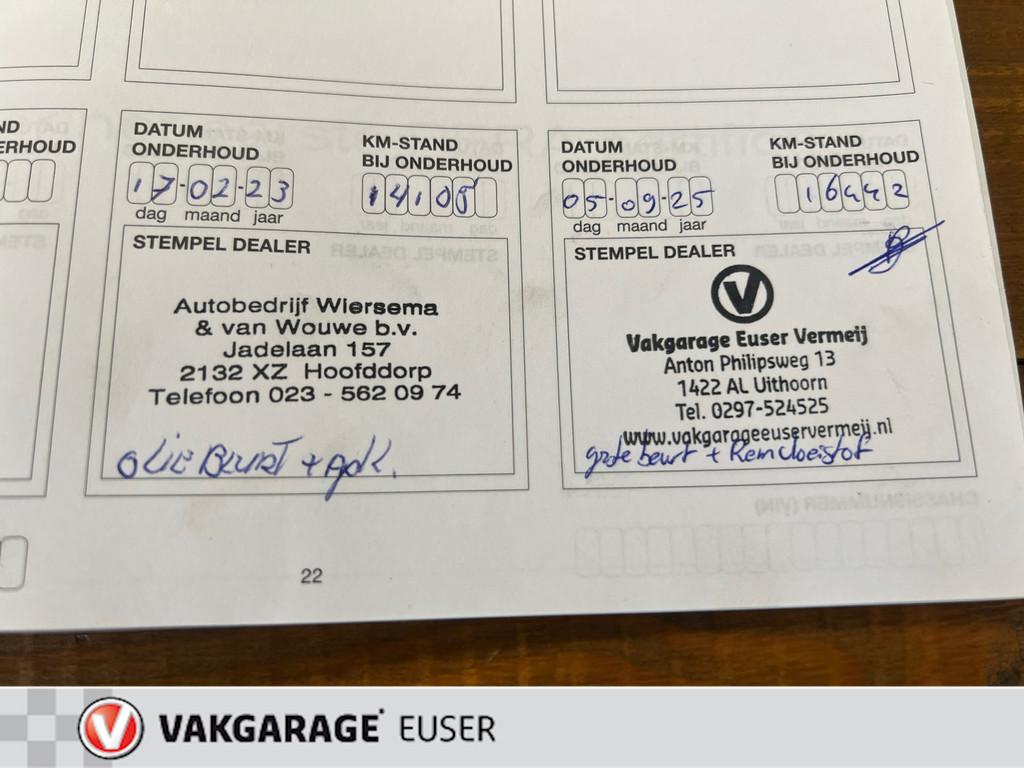 ND
ERHOUD
DATUM
ONDERHOUD
KM-STAND
BIJ ONDERHOUD
17-02-23
dag maand jaar
STEMPEL DEALER
Autobedrijf Wiersema
& van Wouwe b.v.
Jadelaan 157
2132 XZ Hoofddorp
Telefoon 023 - 562 09 74
olie Beurt + Apk.
DATUM
ONDERHOUD
KM-STAND
BIJ ONDERHOUD
05-09-25
16442
dag maand jaar
STEMPEL DEALER
V
Vakgarage Euser Vermeij
Anton Philipsweg 13
1422 AL Uithoorn
Tel. 0297-524525
www.vakgarageeuservermeij.nl
grote beurt + Remvloeistof
22
VAKGARAGE EUSER